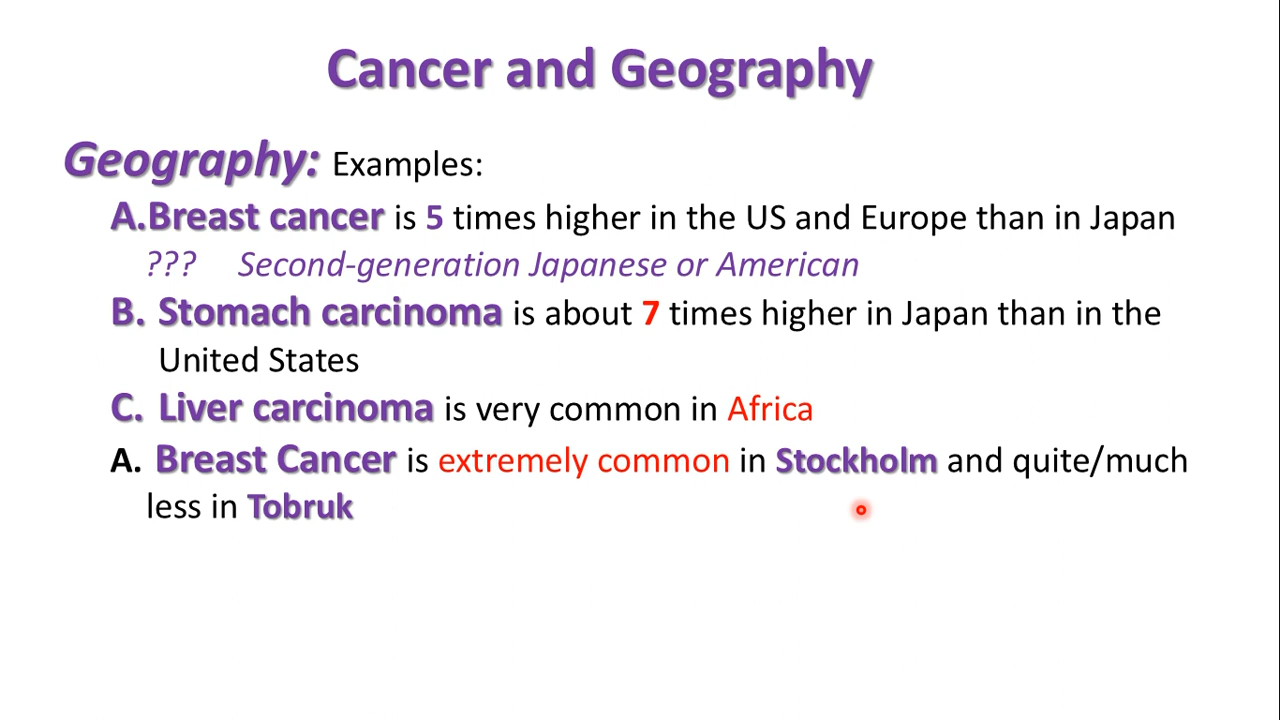 Cancer and Geography
Geography: Examples:
A.Breast cancer is 5 times higher in the US and Europe than in Japan
??? Second-generation Japanese or American
B. Stomach carcinoma is about 7 times higher in Japan than in the
United States
C. Liver carcinoma is very common in Africa
A. Breast Cancer is extremely common in Stockholm and quite/much
less in Tobruk